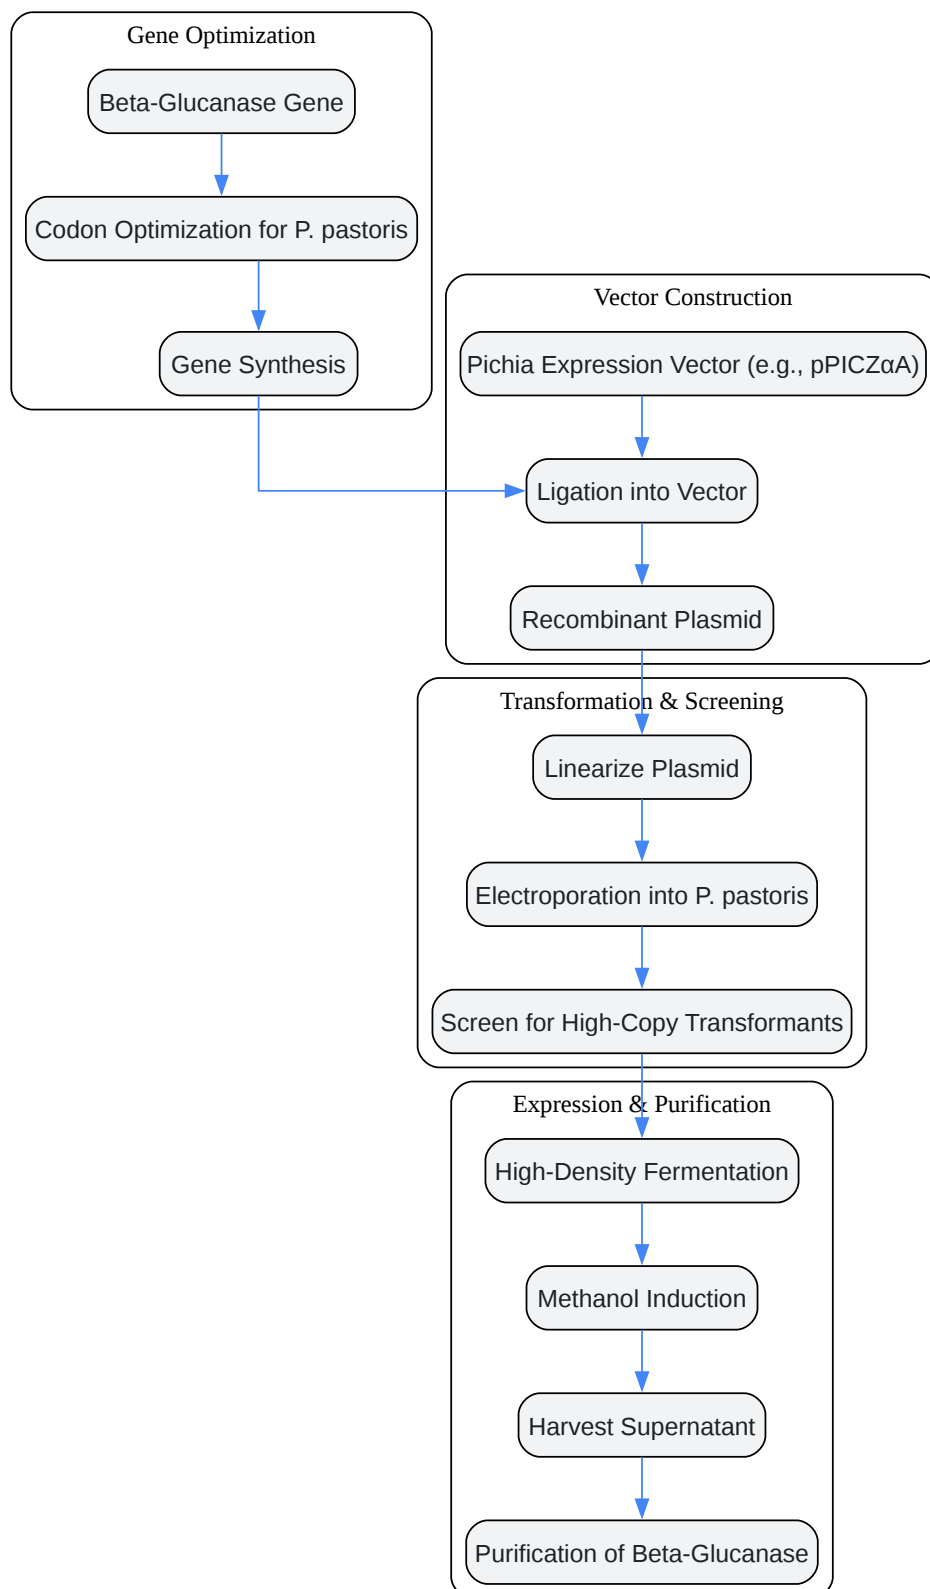 Gene Optimization
Beta-Glucanase Gene
Codon Optimization for P. pastoris
Gene Synthesis
Vector Construction
Pichia Expression Vector (e.g., pPICZαA)
Ligation into Vector
Recombinant Plasmid
Transformation & Screening
Linearize Plasmid
Electroporation into P. pastoris
Screen for High-Copy Transformants
Expression & Purification
High-Density Fermentation
Methanol Induction
Harvest Supernatant
Purification of Beta-Glucanase